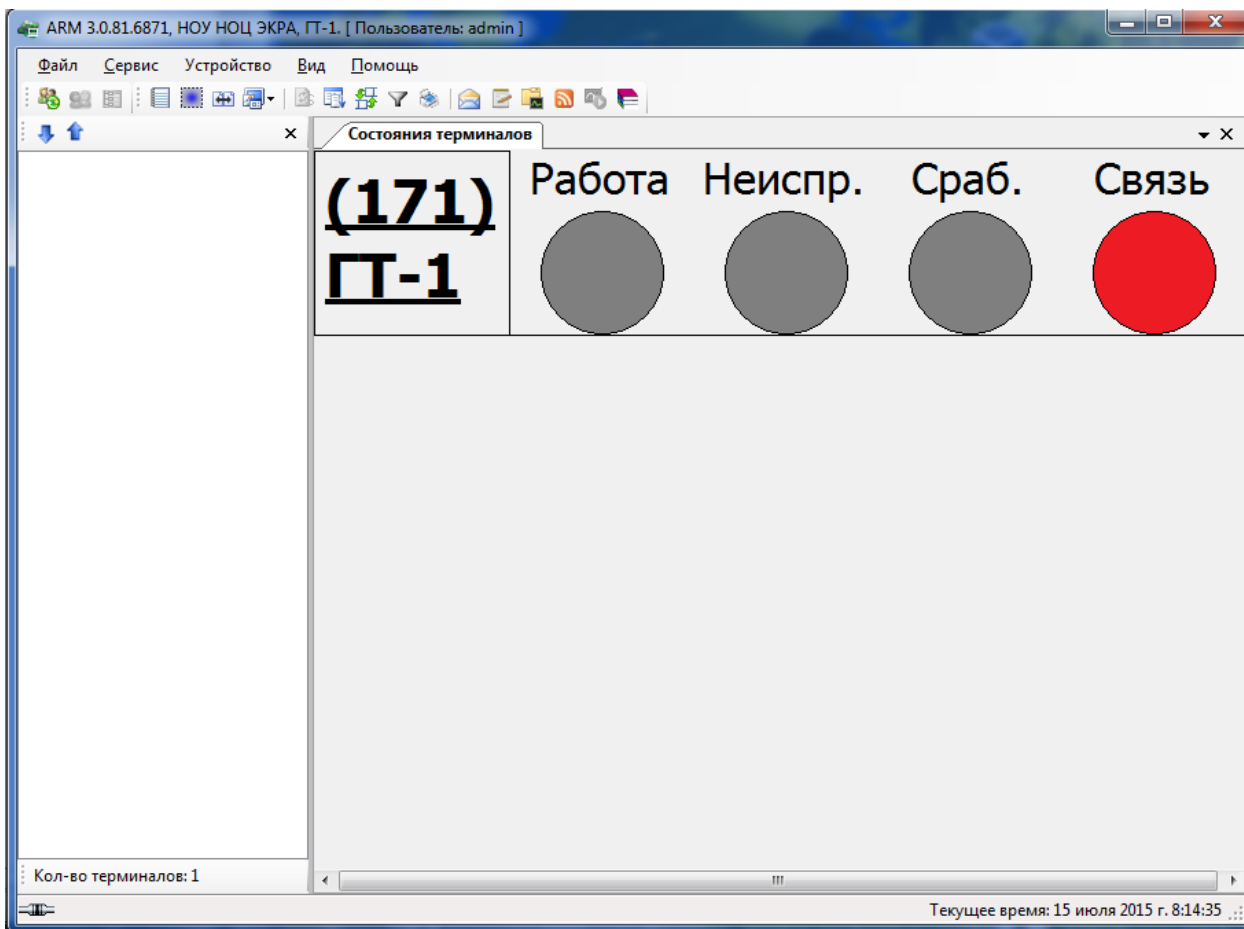 ARM 3.0.81.6871, НОУ НОЦ ЭКРА, ГТ-1. [ Пользователь: admin ]
Файл Сервис Устройство Вид Помощь
Состояния терминалов
(171) ГТ-1
Работа Неиспр. Сраб. Связь
Кол-во терминалов: 1
Текущее время: 15 июля 2015 г. 8:14:35